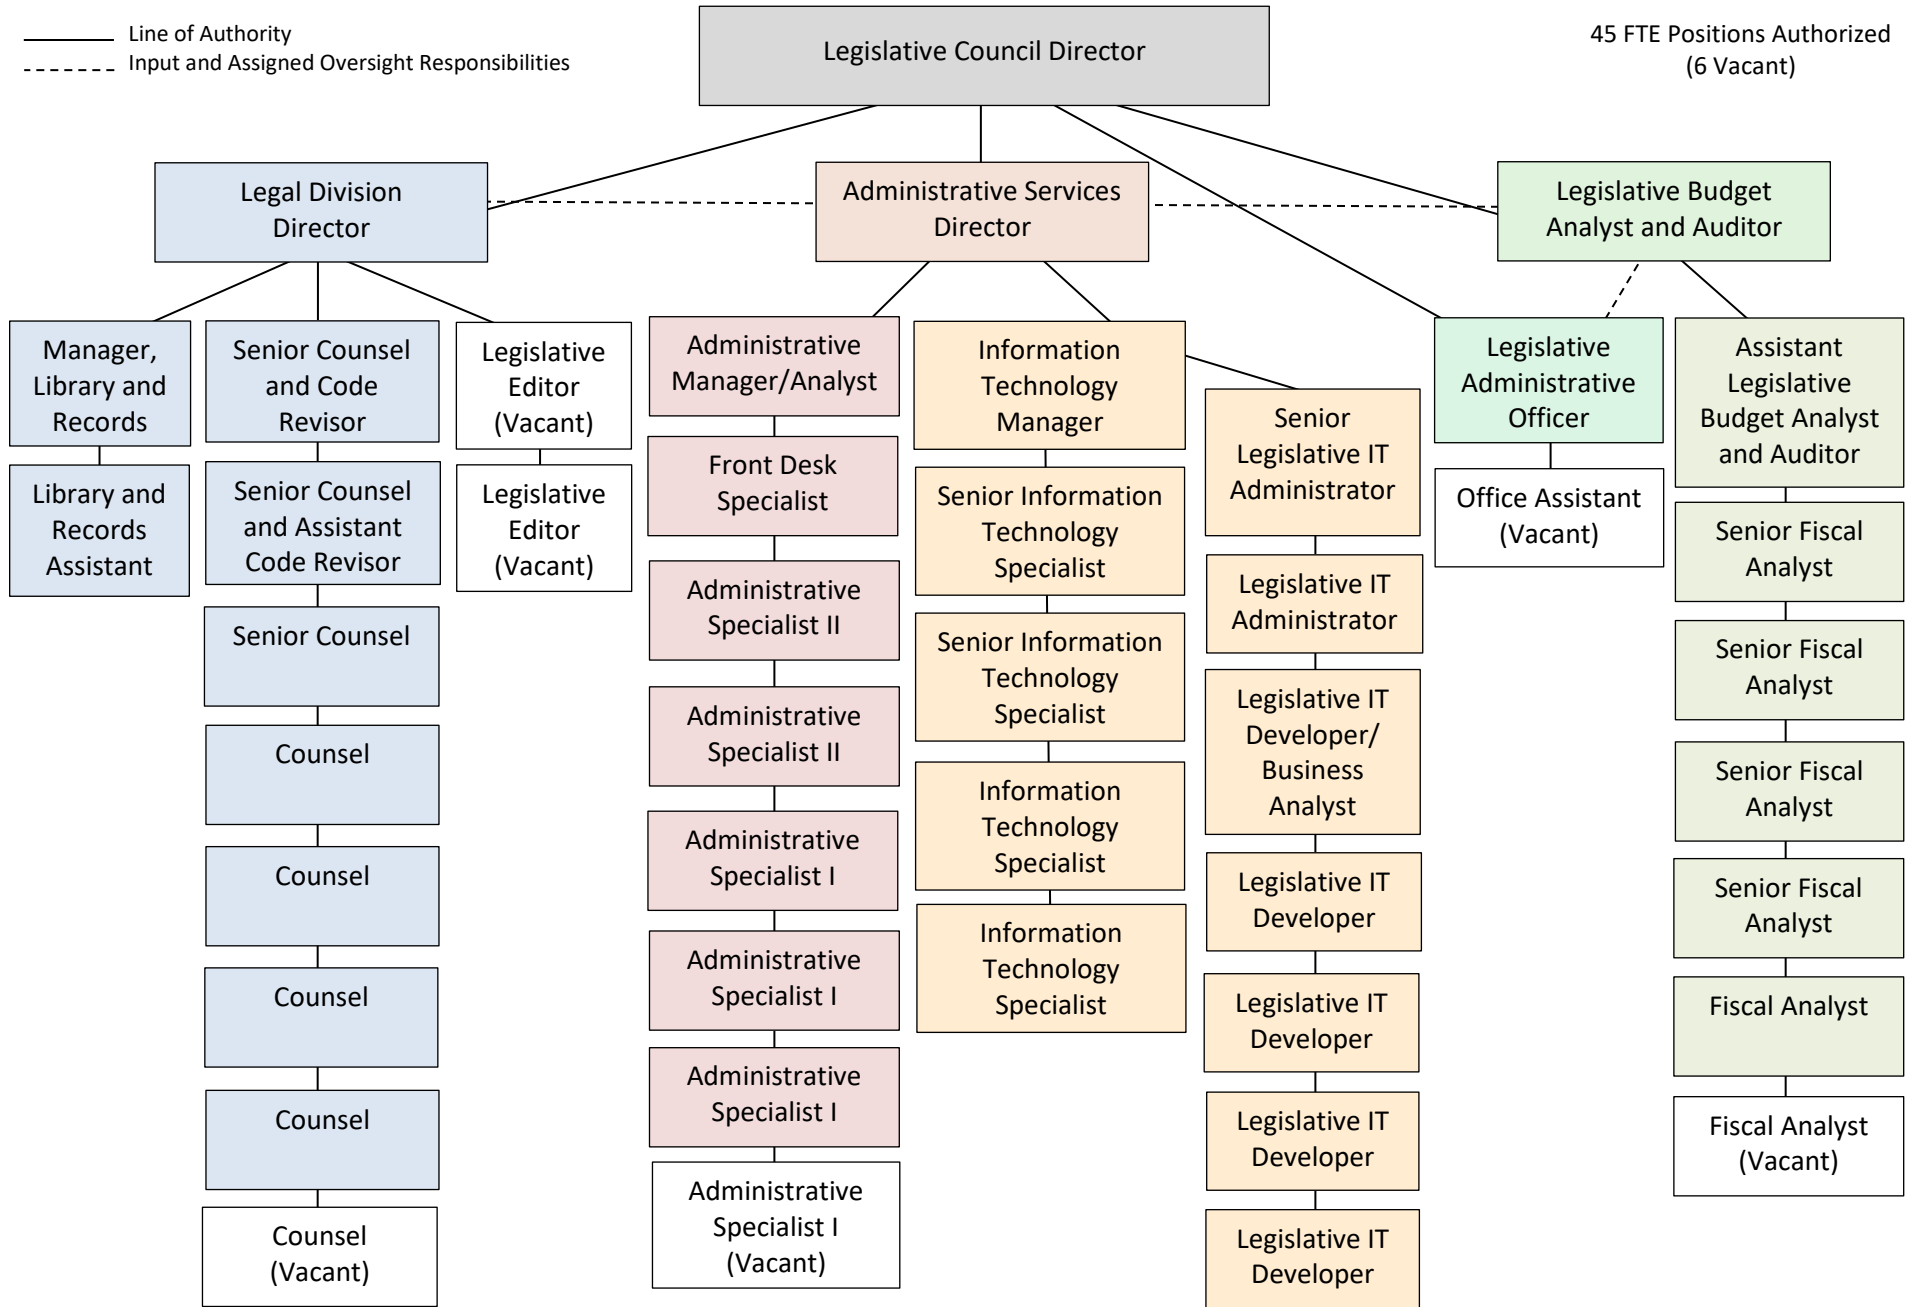 Line of Authority
Input and Assigned Oversight Responsibilities
Legislative Council Director
45 FTE Positions Authorized
(6 Vacant)
Legal Division
Director
Administrative Services
Director
Legislative Budget
Analyst and Auditor
Manager,
Library and
Records
Library and
Records
Assistant
Senior Counsel
and Code
Revisor
Senior Counsel
and Assistant
Code Revisor
Senior Counsel
Counsel
Counsel
Counsel
Counsel
Counsel
(Vacant)
Legislative
Editor
(Vacant)
Legislative
Editor
(Vacant)
Administrative
Manager/Analyst
Front Desk
Specialist
Administrative
Specialist II
Administrative
Specialist II
Administrative
Specialist I
Administrative
Specialist I
Administrative
Specialist I
Administrative
Specialist I
(Vacant)
Information
Technology
Manager
Senior Information
Technology
Specialist
Senior Information
Technology
Specialist
Information
Technology
Specialist
Information
Technology
Specialist
Senior
Legislative IT
Administrator
Legislative IT
Administrator
Legislative IT
Developer/
Business
Analyst
Legislative IT
Developer
Legislative IT
Developer
Legislative IT
Developer
Legislative IT
Developer
Legislative
Administrative
Officer
Office Assistant
(Vacant)
Assistant
Legislative
Budget Analyst
and Auditor
Senior Fiscal
Analyst
Senior Fiscal
Analyst
Senior Fiscal
Analyst
Senior Fiscal
Analyst
Fiscal Analyst
Fiscal Analyst
(Vacant)